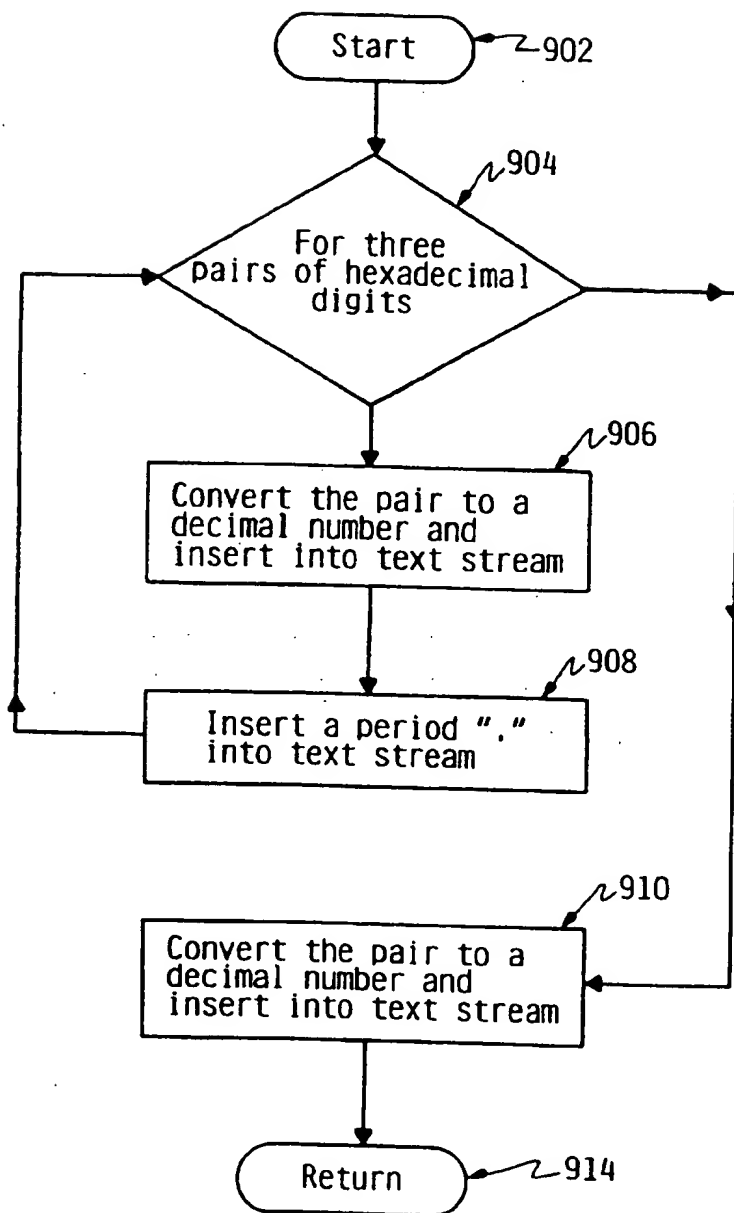 Start
902
904
For three
pairs of hexadecimal
digits
906
Convert the pair to a
decimal number and
insert into text stream
908
Insert a period "."
into text stream
910
Convert the pair to a
decimal number and
insert into text stream
Return
914